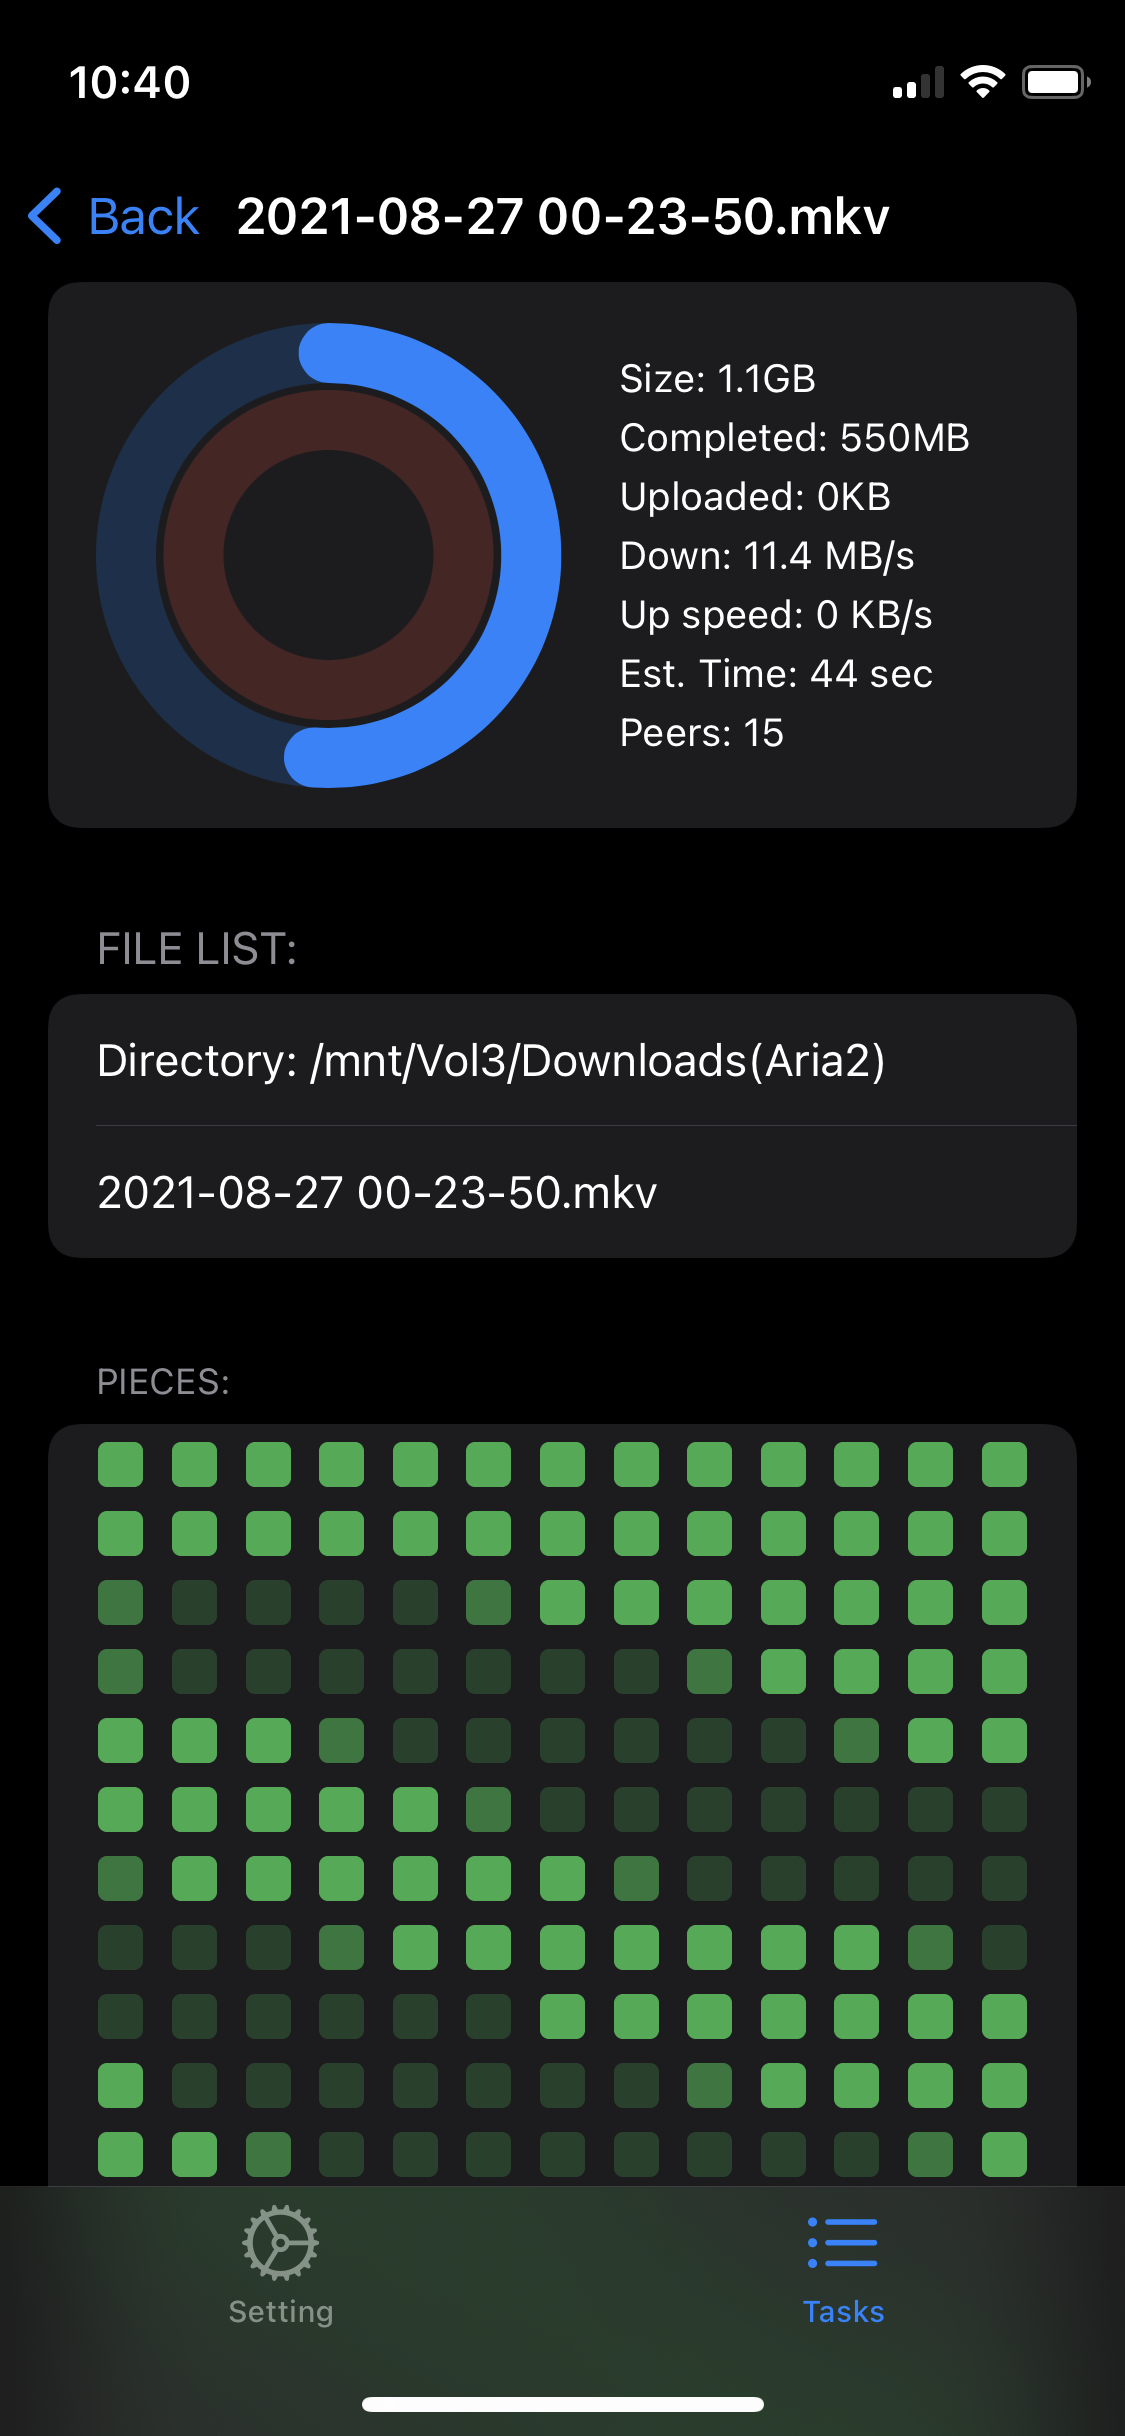 10:40
Back 2021-08-27 00-23-50.mkv
Size: 1.1GB
Completed: 550MB
Uploaded: 0KB
Down: 11.4 MB/s
Up speed: 0 KB/s
Est. Time: 44 sec
Peers: 15
FILE LIST:
Directory: /mnt/Vol3/Downloads(Aria2)
2021-08-27 00-23-50.mkv
PIECES:
Setting
Tasks